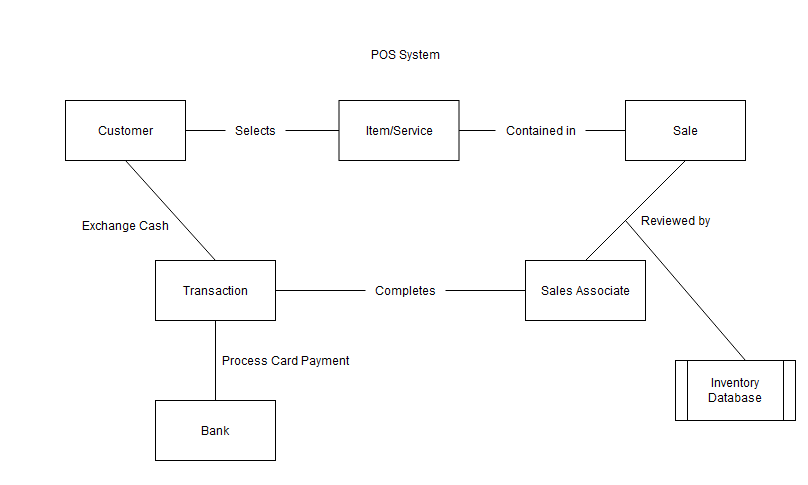 POS System
Customer
Selects
Item/Service
Contained in
Sale
Exchange Cash
Reviewed by
Transaction
Completes
Sales Associate
Process Card Payment
Inventory
Database
Bank